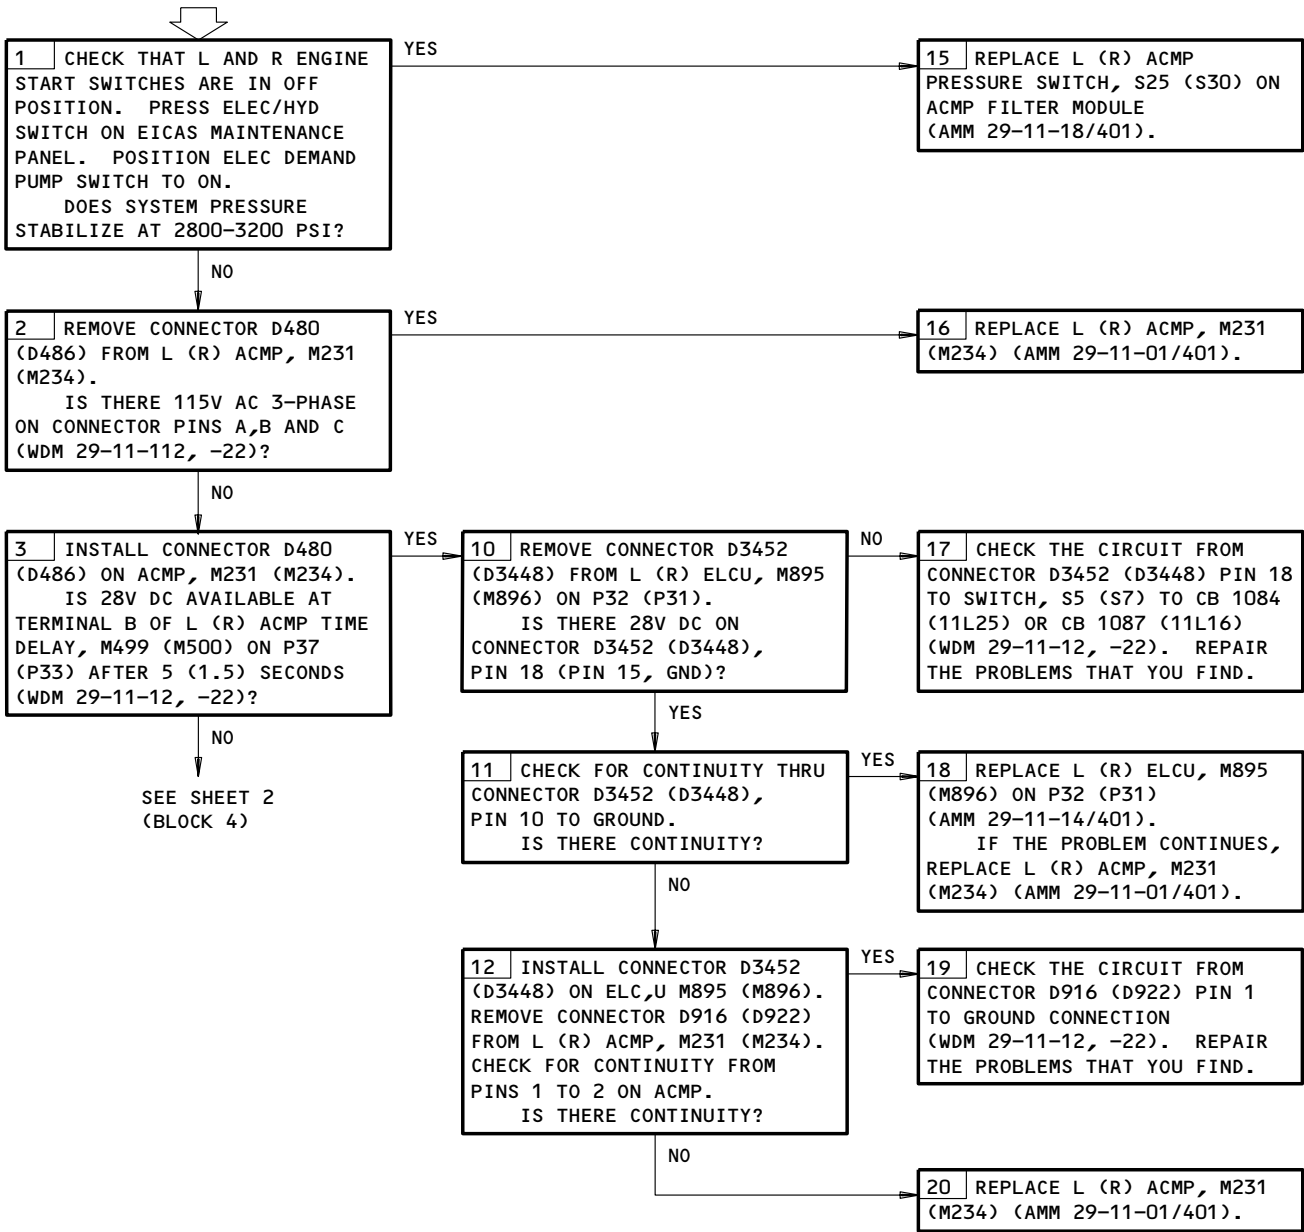 1 CHECK THAT L AND R ENGINE
START SWITCHES ARE IN OFF
POSITION. PRESS ELEC/HYD
SWITCH ON EICAS MAINTENANCE
PANEL. POSITION ELEC DEMAND
PUMP SWITCH TO ON.
DOES SYSTEM PRESSURE
STABILIZE AT 2800-3200 PSI?
YES
15 REPLACE L (R) ACMP
PRESSURE SWITCH, S25 (S30) ON
ACMP FILTER MODULE
(AMM 29-11-18/401).
NO
2 REMOVE CONNECTOR D480
(D486) FROM L (R) ACMP, M231
(M234).
IS THERE 115V AC 3-PHASE
ON CONNECTOR PINS A,B AND C
(WDM 29-11-112, -22)?
YES
16 REPLACE L (R) ACMP, M231
(M234) (AMM 29-11-01/401).
NO
3 INSTALL CONNECTOR D480
(D486) ON ACMP, M231 (M234).
IS 28V DC AVAILABLE AT
TERMINAL B OF L (R) ACMP TIME
DELAY, M499 (M500) ON P37
(P33) AFTER 5 (1.5) SECONDS
(WDM 29-11-12, -22)?
YES
10 REMOVE CONNECTOR D3452
(D3448) FROM L (R) ELCU, M895
(M896) ON P32 (P31).
IS THERE 28V DC ON
CONNECTOR D3452 (D3448),
PIN 18 (PIN 15, GND)?
NO
17 CHECK THE CIRCUIT FROM
CONNECTOR D3452 (D3448) PIN 18
TO SWITCH, S5 (S7) TO CB 1084
(11L25) OR CB 1087 (11L16)
(WDM 29-11-12, -22). REPAIR
THE PROBLEMS THAT YOU FIND.
NO
SEE SHEET 2
(BLOCK 4)
YES
11 CHECK FOR CONTINUITY THRU
CONNECTOR D3452 (D3448),
PIN 10 TO GROUND.
IS THERE CONTINUITY?
YES
18 REPLACE L (R) ELCU, M895
(M896) ON P32 (P31)
(AMM 29-11-14/401).
IF THE PROBLEM CONTINUES,
REPLACE L (R) ACMP, M231
(M234) (AMM 29-11-01/401).
NO
12 INSTALL CONNECTOR D3452
(D3448) ON ELC,U M895 (M896).
REMOVE CONNECTOR D916 (D922)
FROM L (R) ACMP, M231 (M234).
CHECK FOR CONTINUITY FROM
PINS 1 TO 2 ON ACMP.
IS THERE CONTINUITY?
YES
19 CHECK THE CIRCUIT FROM
CONNECTOR D916 (D922) PIN 1
TO GROUND CONNECTION
(WDM 29-11-12, -22). REPAIR
THE PROBLEMS THAT YOU FIND.
NO
20 REPLACE L (R) ACMP, M231
(M234) (AMM 29-11-01/401).